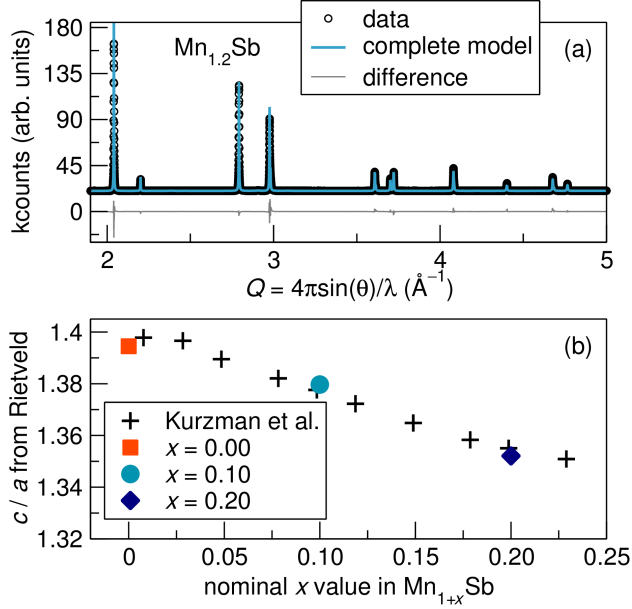 180
135
90
45
0
kcounts (arb. units)
Mn1.2Sb
data
complete model
difference
(a)
2
3
4
5
Q = 4πsin(θ)/λ (Å−1)
1.4
1.38
1.36
1.34
1.32
c / a from Rietveld
(b)
Kurzman et al.
x = 0.00
x = 0.10
x = 0.20
0
0.05
0.10
0.15
0.20
0.25
nominal x value in Mn1+xSb